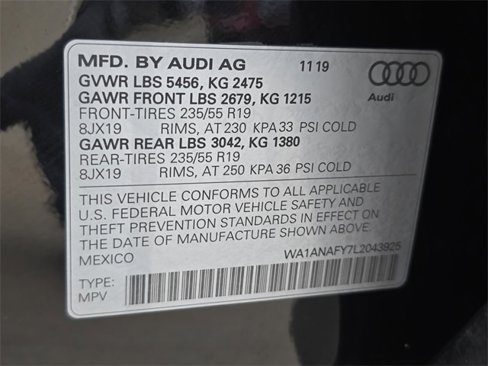 MFD. BY AUDI AG 11 19
GVWR LBS 5456, KG 2475
GAWR FRONT LBS 2679, KG 1215
Audi
FRONT-TIRES 235/55 R19
8JX19 RIMS, AT 230 KPA 33 PSI COLD
GAWR REAR LBS 3042, KG 1380
REAR-TIRES 235/55 R19
8JX19 RIMS, AT 250 KPA 36 PSI COLD
THIS VEHICLE CONFORMS TO ALL APPLICABLE
U.S. FEDERAL MOTOR VEHICLE SAFETY AND
THEFT PREVENTION STANDARDS IN EFFECT ON
THE DATE OF MANUFACTURE SHOWN ABOVE.
MEXICO WA1ANAFY7L2043925
TYPE:
MPV